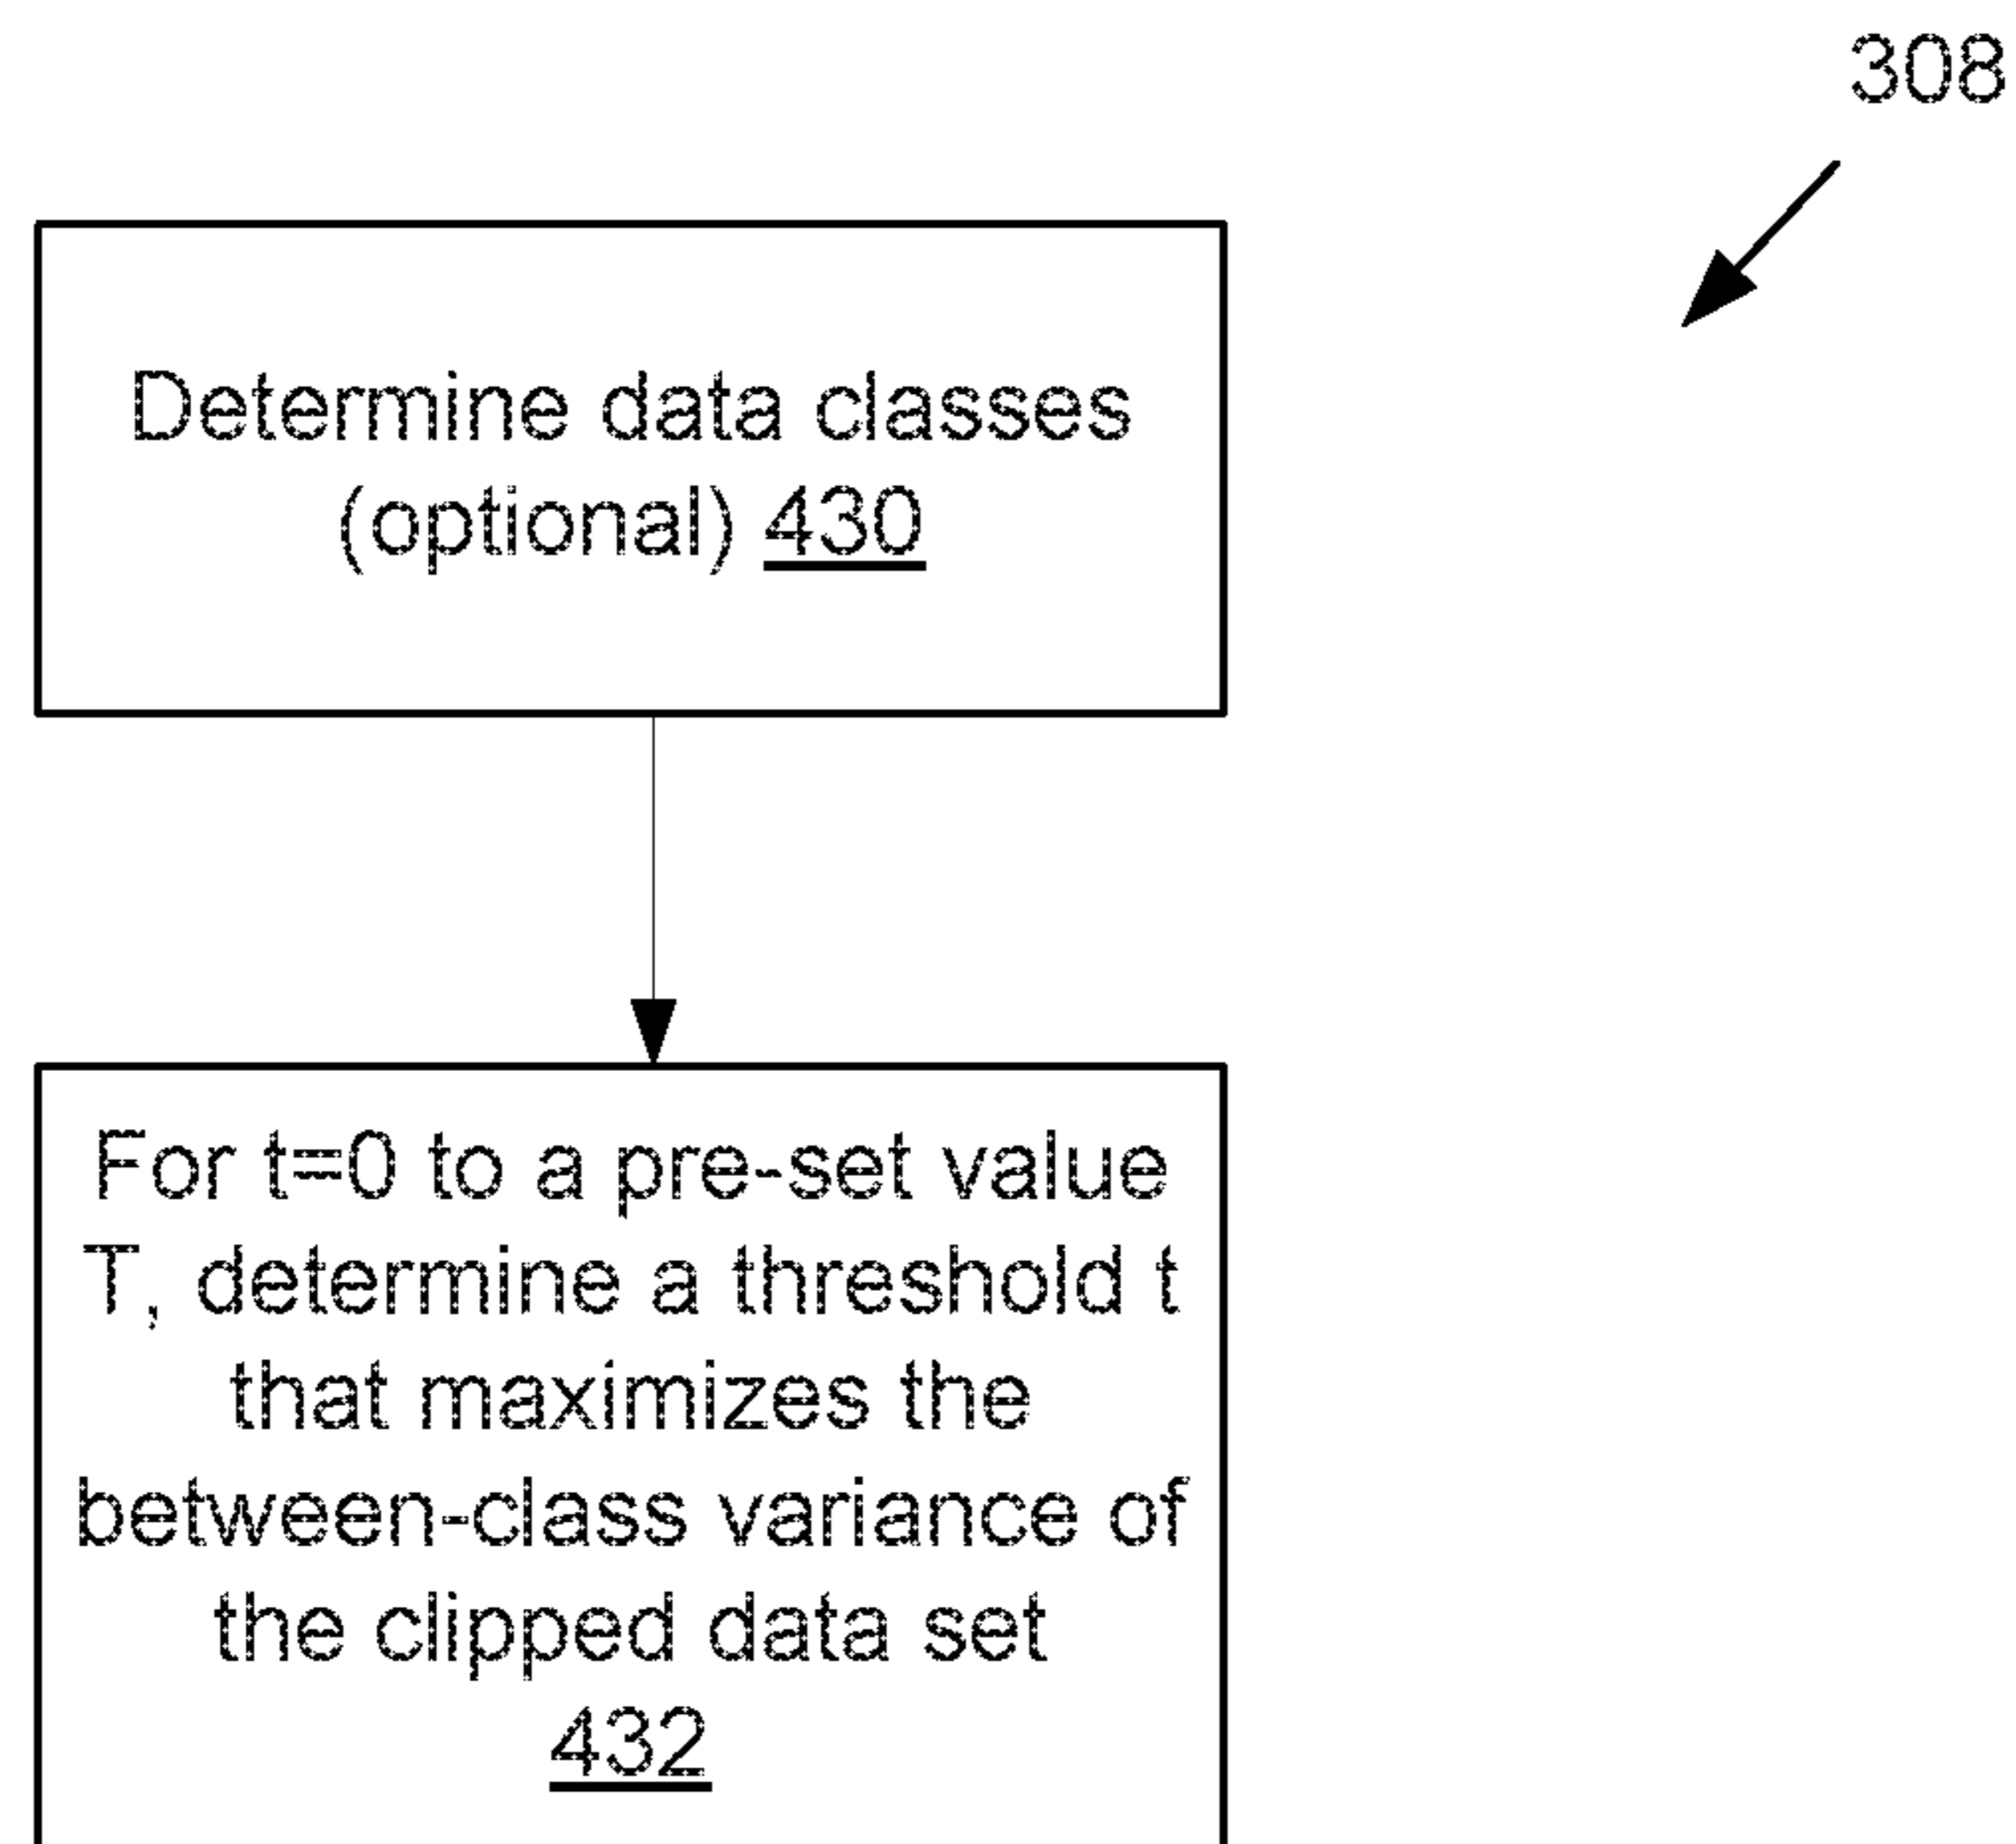 308
Determine data classes
(optional) 430
For t=0 to a pre-set value
T, determine a threshold t
that maximizes the
between-class variance of
the clipped data set
432